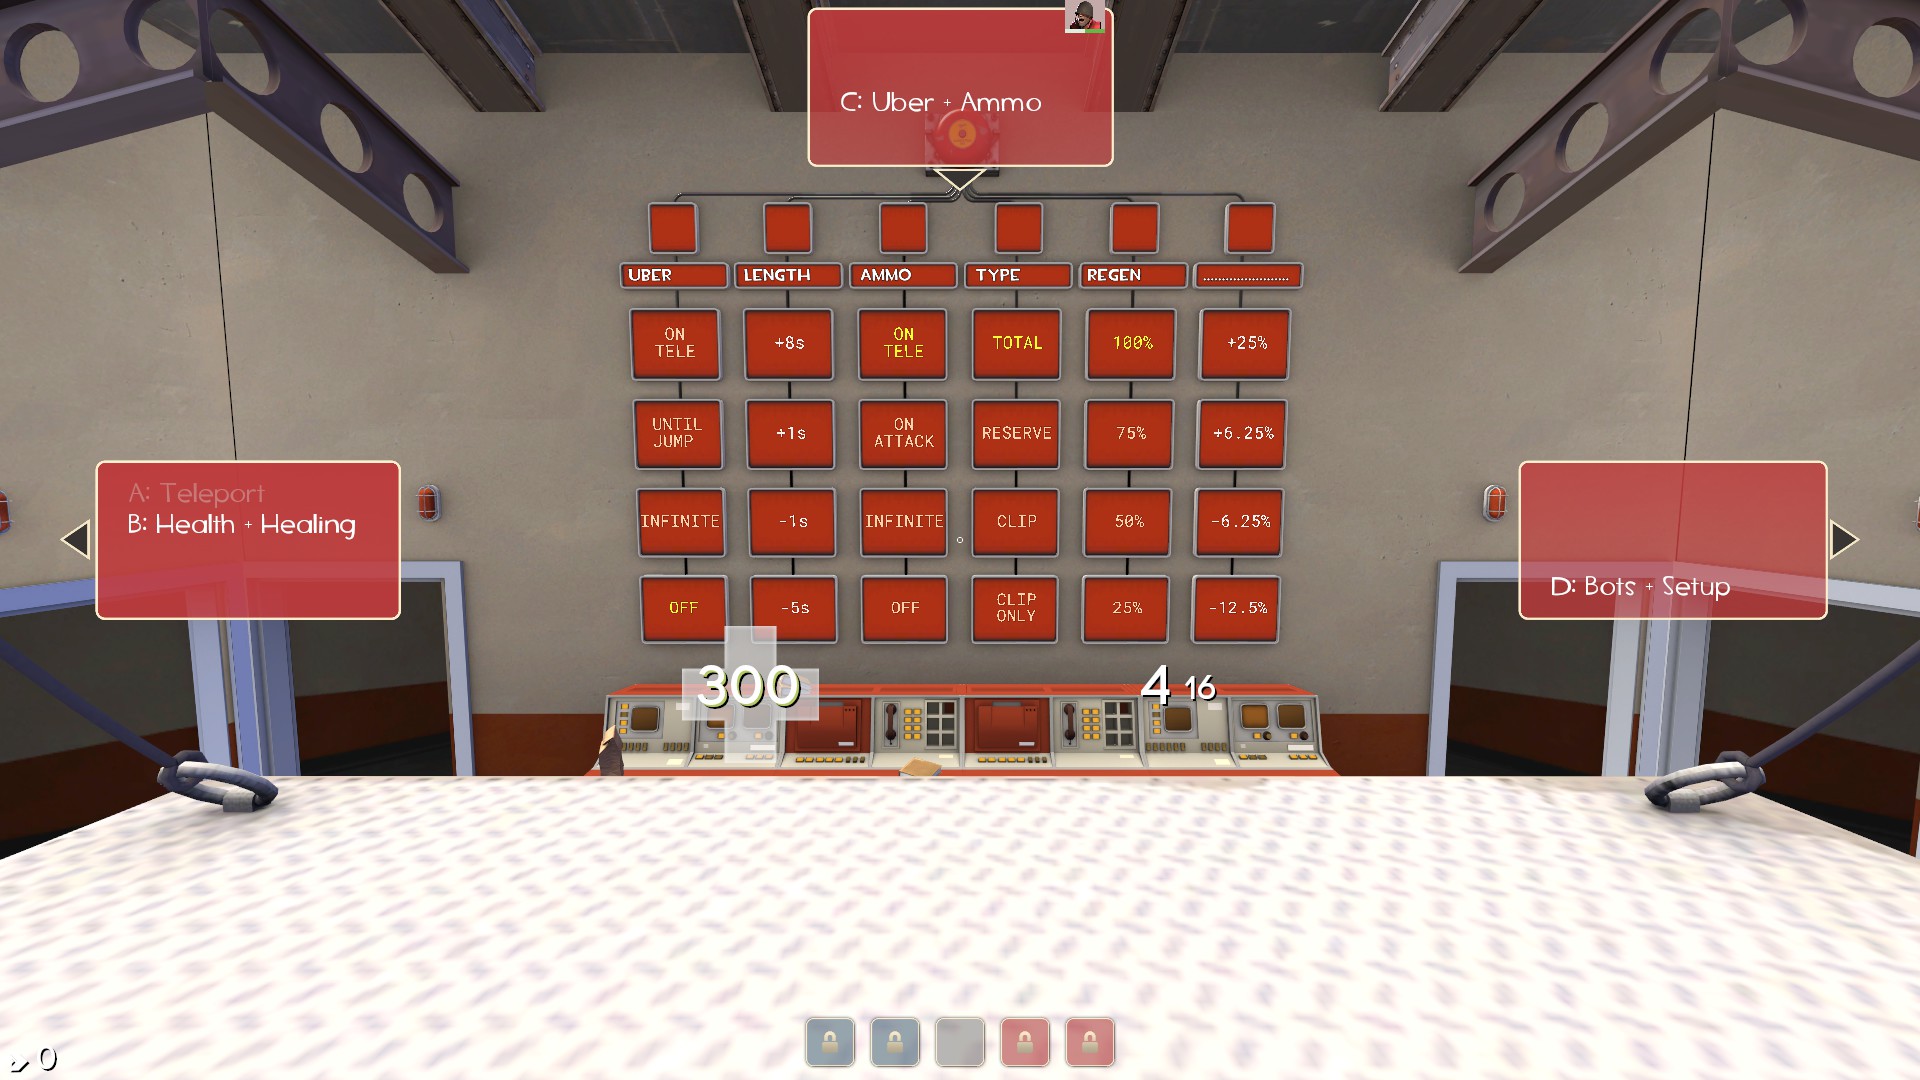 C: Uber + Ammo
UBER LENGTH AMMO TYPE REGEN ........................
ON TELE +8s ON TELE TOTAL 100% +25%
UNTIL JUMP +1s ON ATTACK RESERVE 75% +6.25%
INFINITE -1s INFINITE CLIP 50% -6.25%
OFF -5s OFF CLIP ONLY 25% -12.5%
A: Teleport
B: Health + Healing
D: Bots + Setup
300
4 16
0